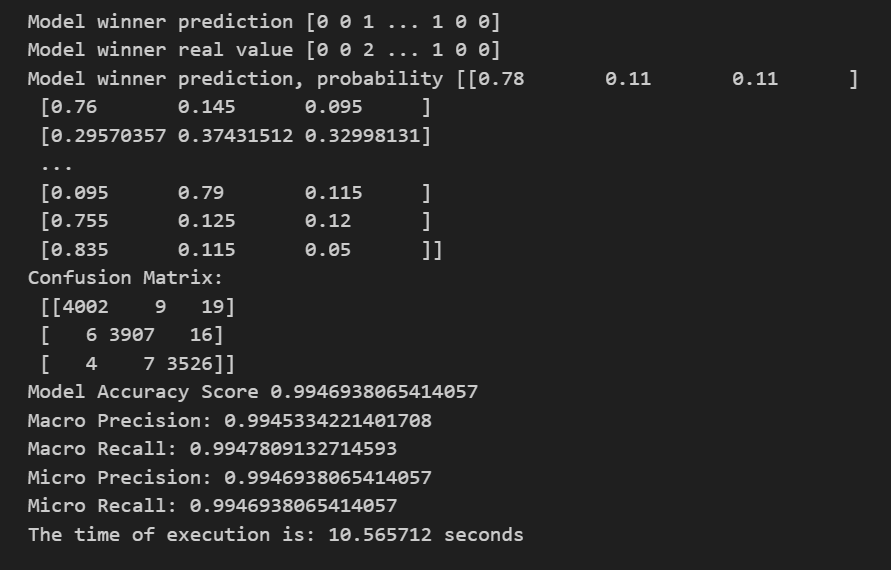 Model winner prediction [0 0 1 ... 1 0 0]
Model winner real value [0 0 2 ... 1 0 0]
Model winner prediction, probability [[0.78       0.11       0.11      ]
 [0.76       0.145      0.095     ]
 [0.29570357 0.37431512 0.32998131]
 ...
 [0.095      0.79       0.115     ]
 [0.755      0.125      0.12      ]
 [0.835      0.115      0.05      ]]
Confusion Matrix:
 [[4002    9   19]
 [   6 3907   16]
 [   4    7 3526]]
Model Accuracy Score 0.9946938065414057
Macro Precision: 0.9945334221401708
Macro Recall: 0.9947809132714593
Micro Precision: 0.9946938065414057
Micro Recall: 0.9946938065414057
The time of execution is: 10.565712 seconds